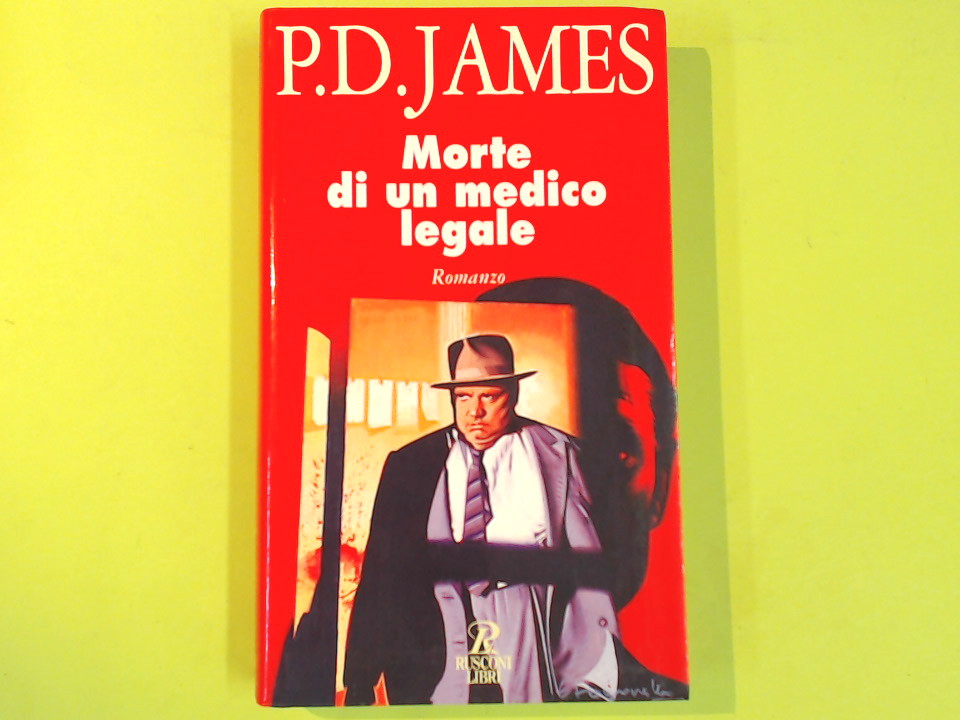 P.D. JAMES
Morte
di un medico
legale
Romanzo
R
RUSCONI
LIBRI